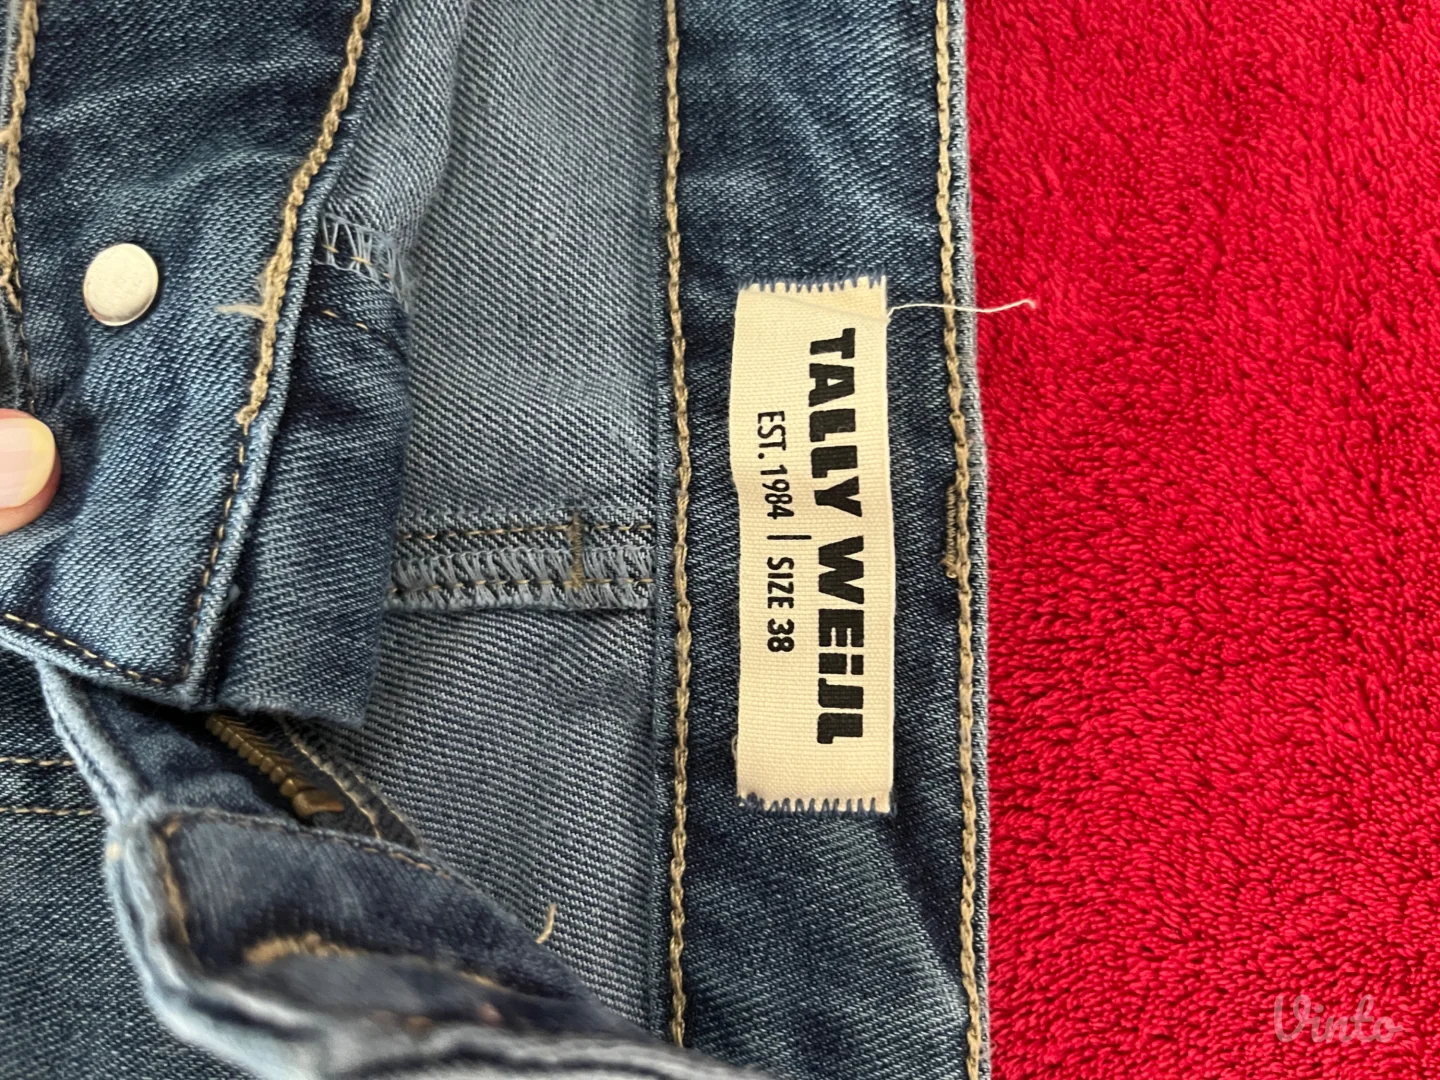 TALLY WEiJL
EST. 1984 | SIZE 38
Vinto